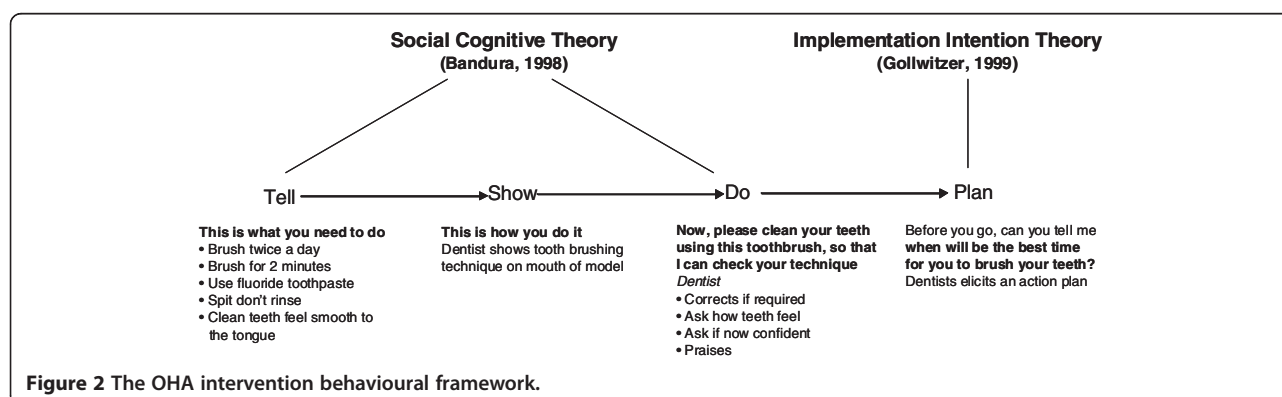 Social Cognitive Theory
(Bandura, 1998)
Implementation Intention Theory
(Gollwitzer, 1999)
Tell
Show
Do
Plan
This is what you need to do
• Brush twice a day
• Brush for 2 minutes
• Use fluoride toothpaste
• Spit don't rinse
• Clean teeth feel smooth to
the tongue
This is how you do it
Dentist shows tooth brushing
technique on mouth of model
Now, please clean your teeth
using this toothbrush, so that
I can check your technique
Dentist
• Corrects if required
• Ask how teeth feel
• Ask if now confident
• Praises
Before you go, can you tell me
when will be the best time
for you to brush your teeth?
Dentists elicits an action plan
Figure 2 The OHA intervention behavioural framework.